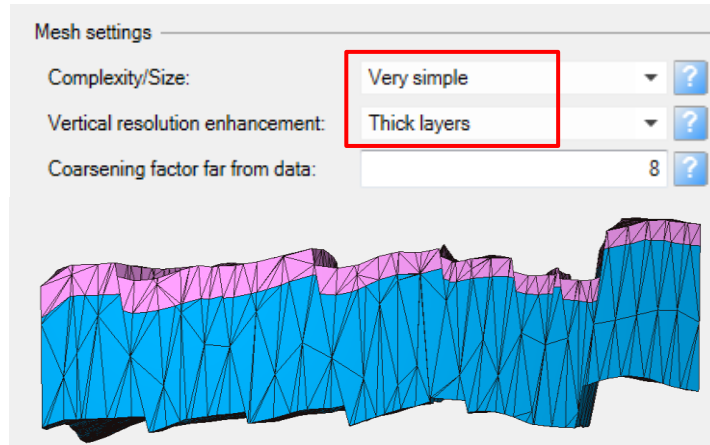 Mesh settings
Complexity/Size: Very simple ?
Vertical resolution enhancement: Thick layers ?
Coarsening factor far from data: 8 ?